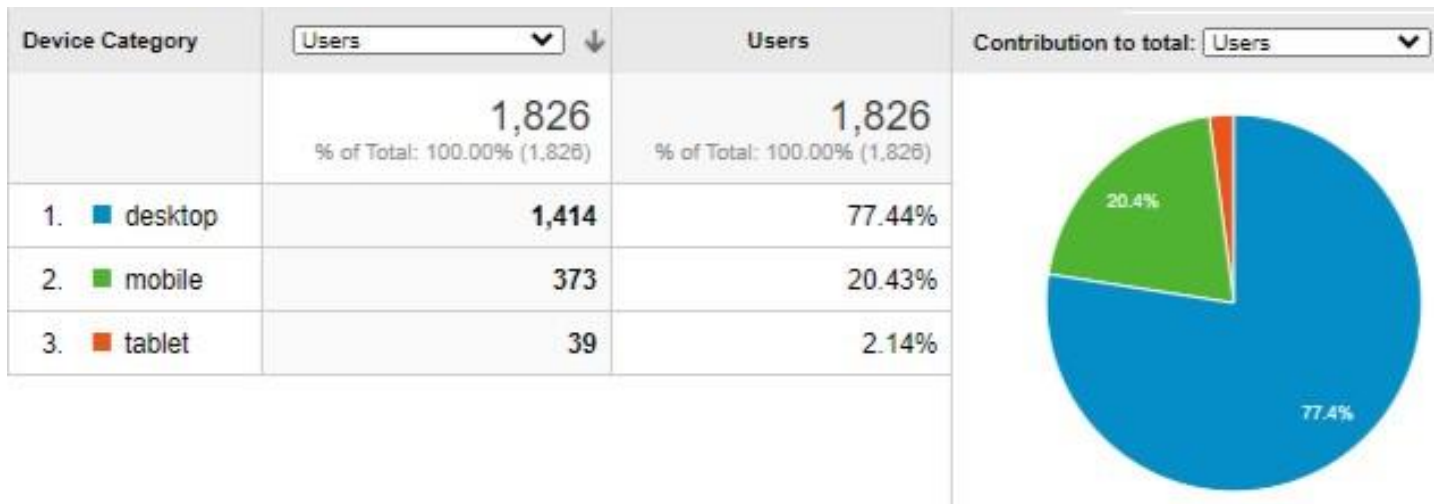 Device Category Users Users Contribution to total: Users
1,826 1,826
% of Total: 100.00% (1,826) % of Total: 100.00% (1,826)
1. desktop 1,414 77.44%
2. mobile 373 20.43%
3. tablet 39 2.14%
20.4%
77.4%